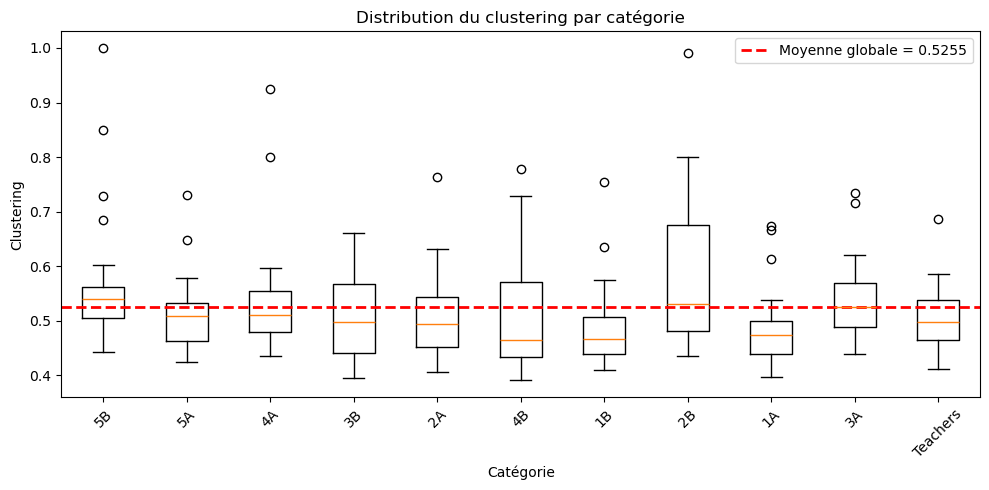 Distribution du clustering par catégorie
Moyenne globale = 0.5255
Clustering
1.0
0.9
0.8
0.7
0.6
0.5
0.4
5B
5A
4A
3B
2A
4B
1B
2B
1A
3A
Teachers
Catégorie